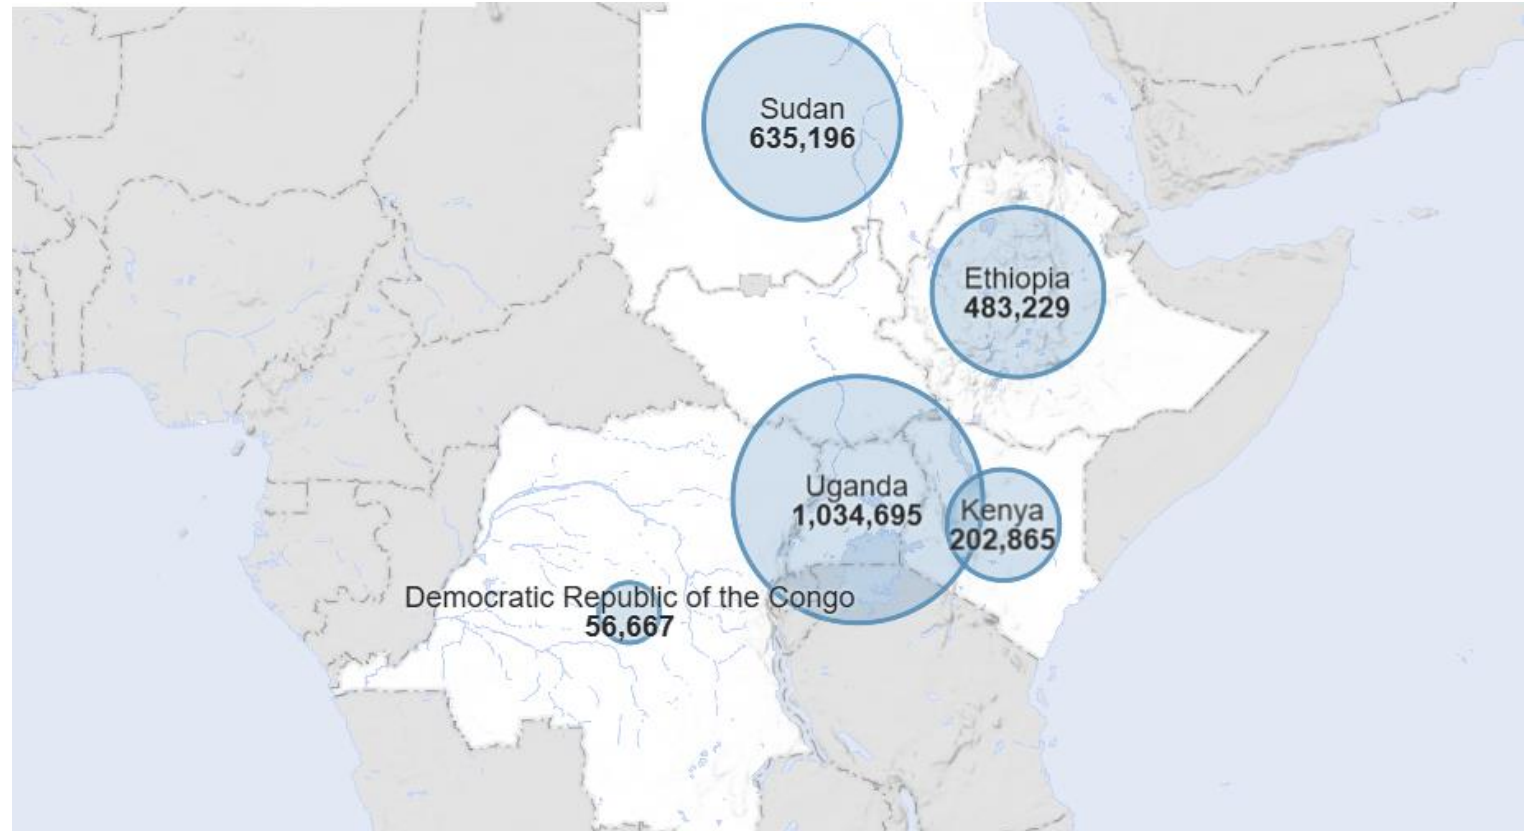 Sudan
635,196
Ethiopia
483,229
Uganda
1,034,695
Kenya
202,865
Democratic Republic of the Congo
56,667